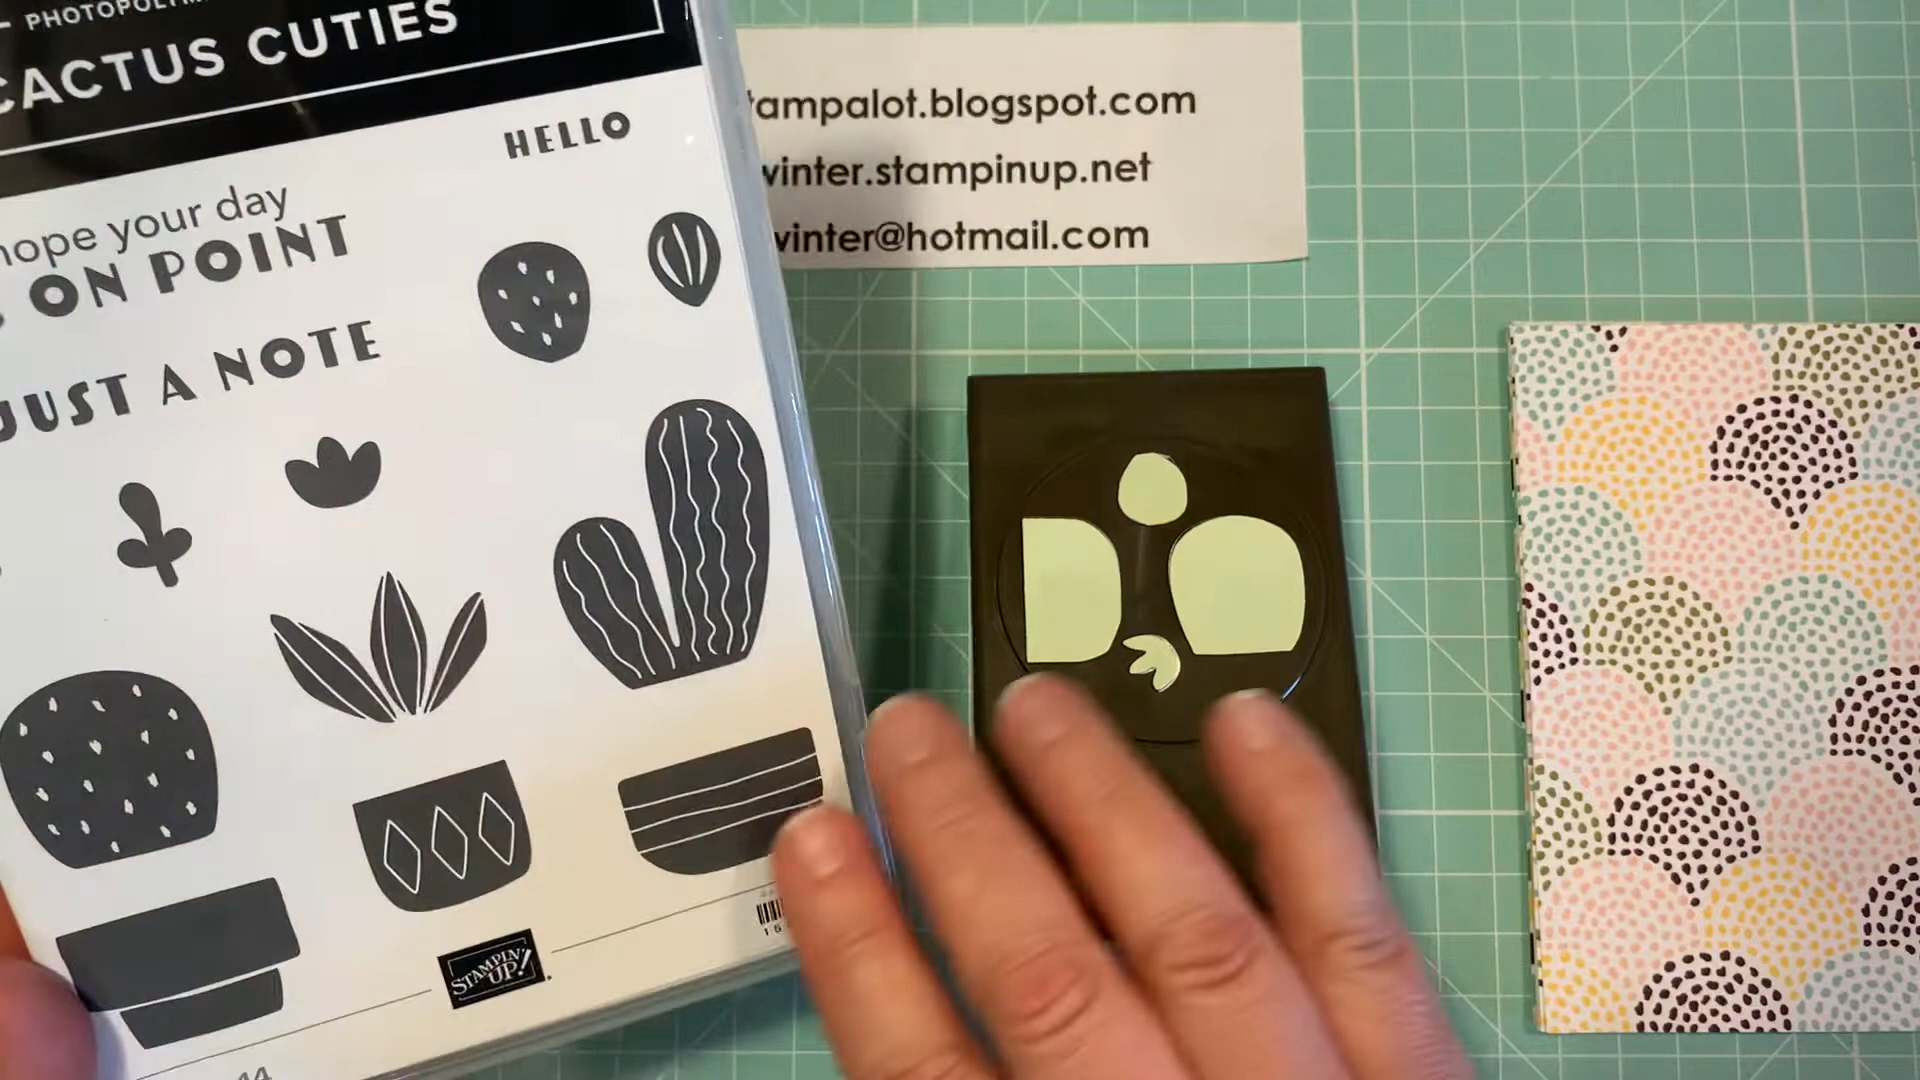 PHOTOPOLYM
CACTUS CUTIES
HELLO
hope your day
ON POINT
JUST A NOTE
STAMPIN' UP!
44
tampalot.blogspot.com
winter.stampinup.net
winter@hotmail.com